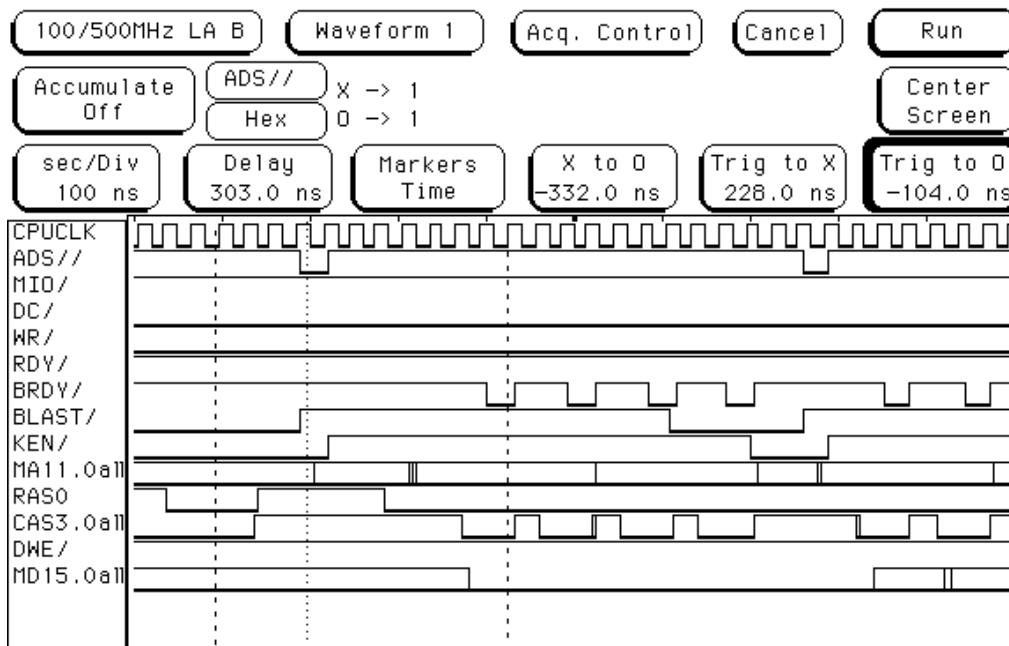 100/500MHz LA B Waveform 1 Acq. Control Cancel Run
Accumulate Off ADS// X -> 1 Center Screen
Hex O -> 1
sec/Div 100 ns Delay 303.0 ns Markers Time X to O -332.0 ns Trig to X 228.0 ns Trig to O -104.0 ns
CPUCLK
ADS//
MIO/
DC/
WR/
RDY/
BRDY/
BLAST/
KEN/
MA11.0all
RAS0
CAS3.0all
DWE/
MD15.0all